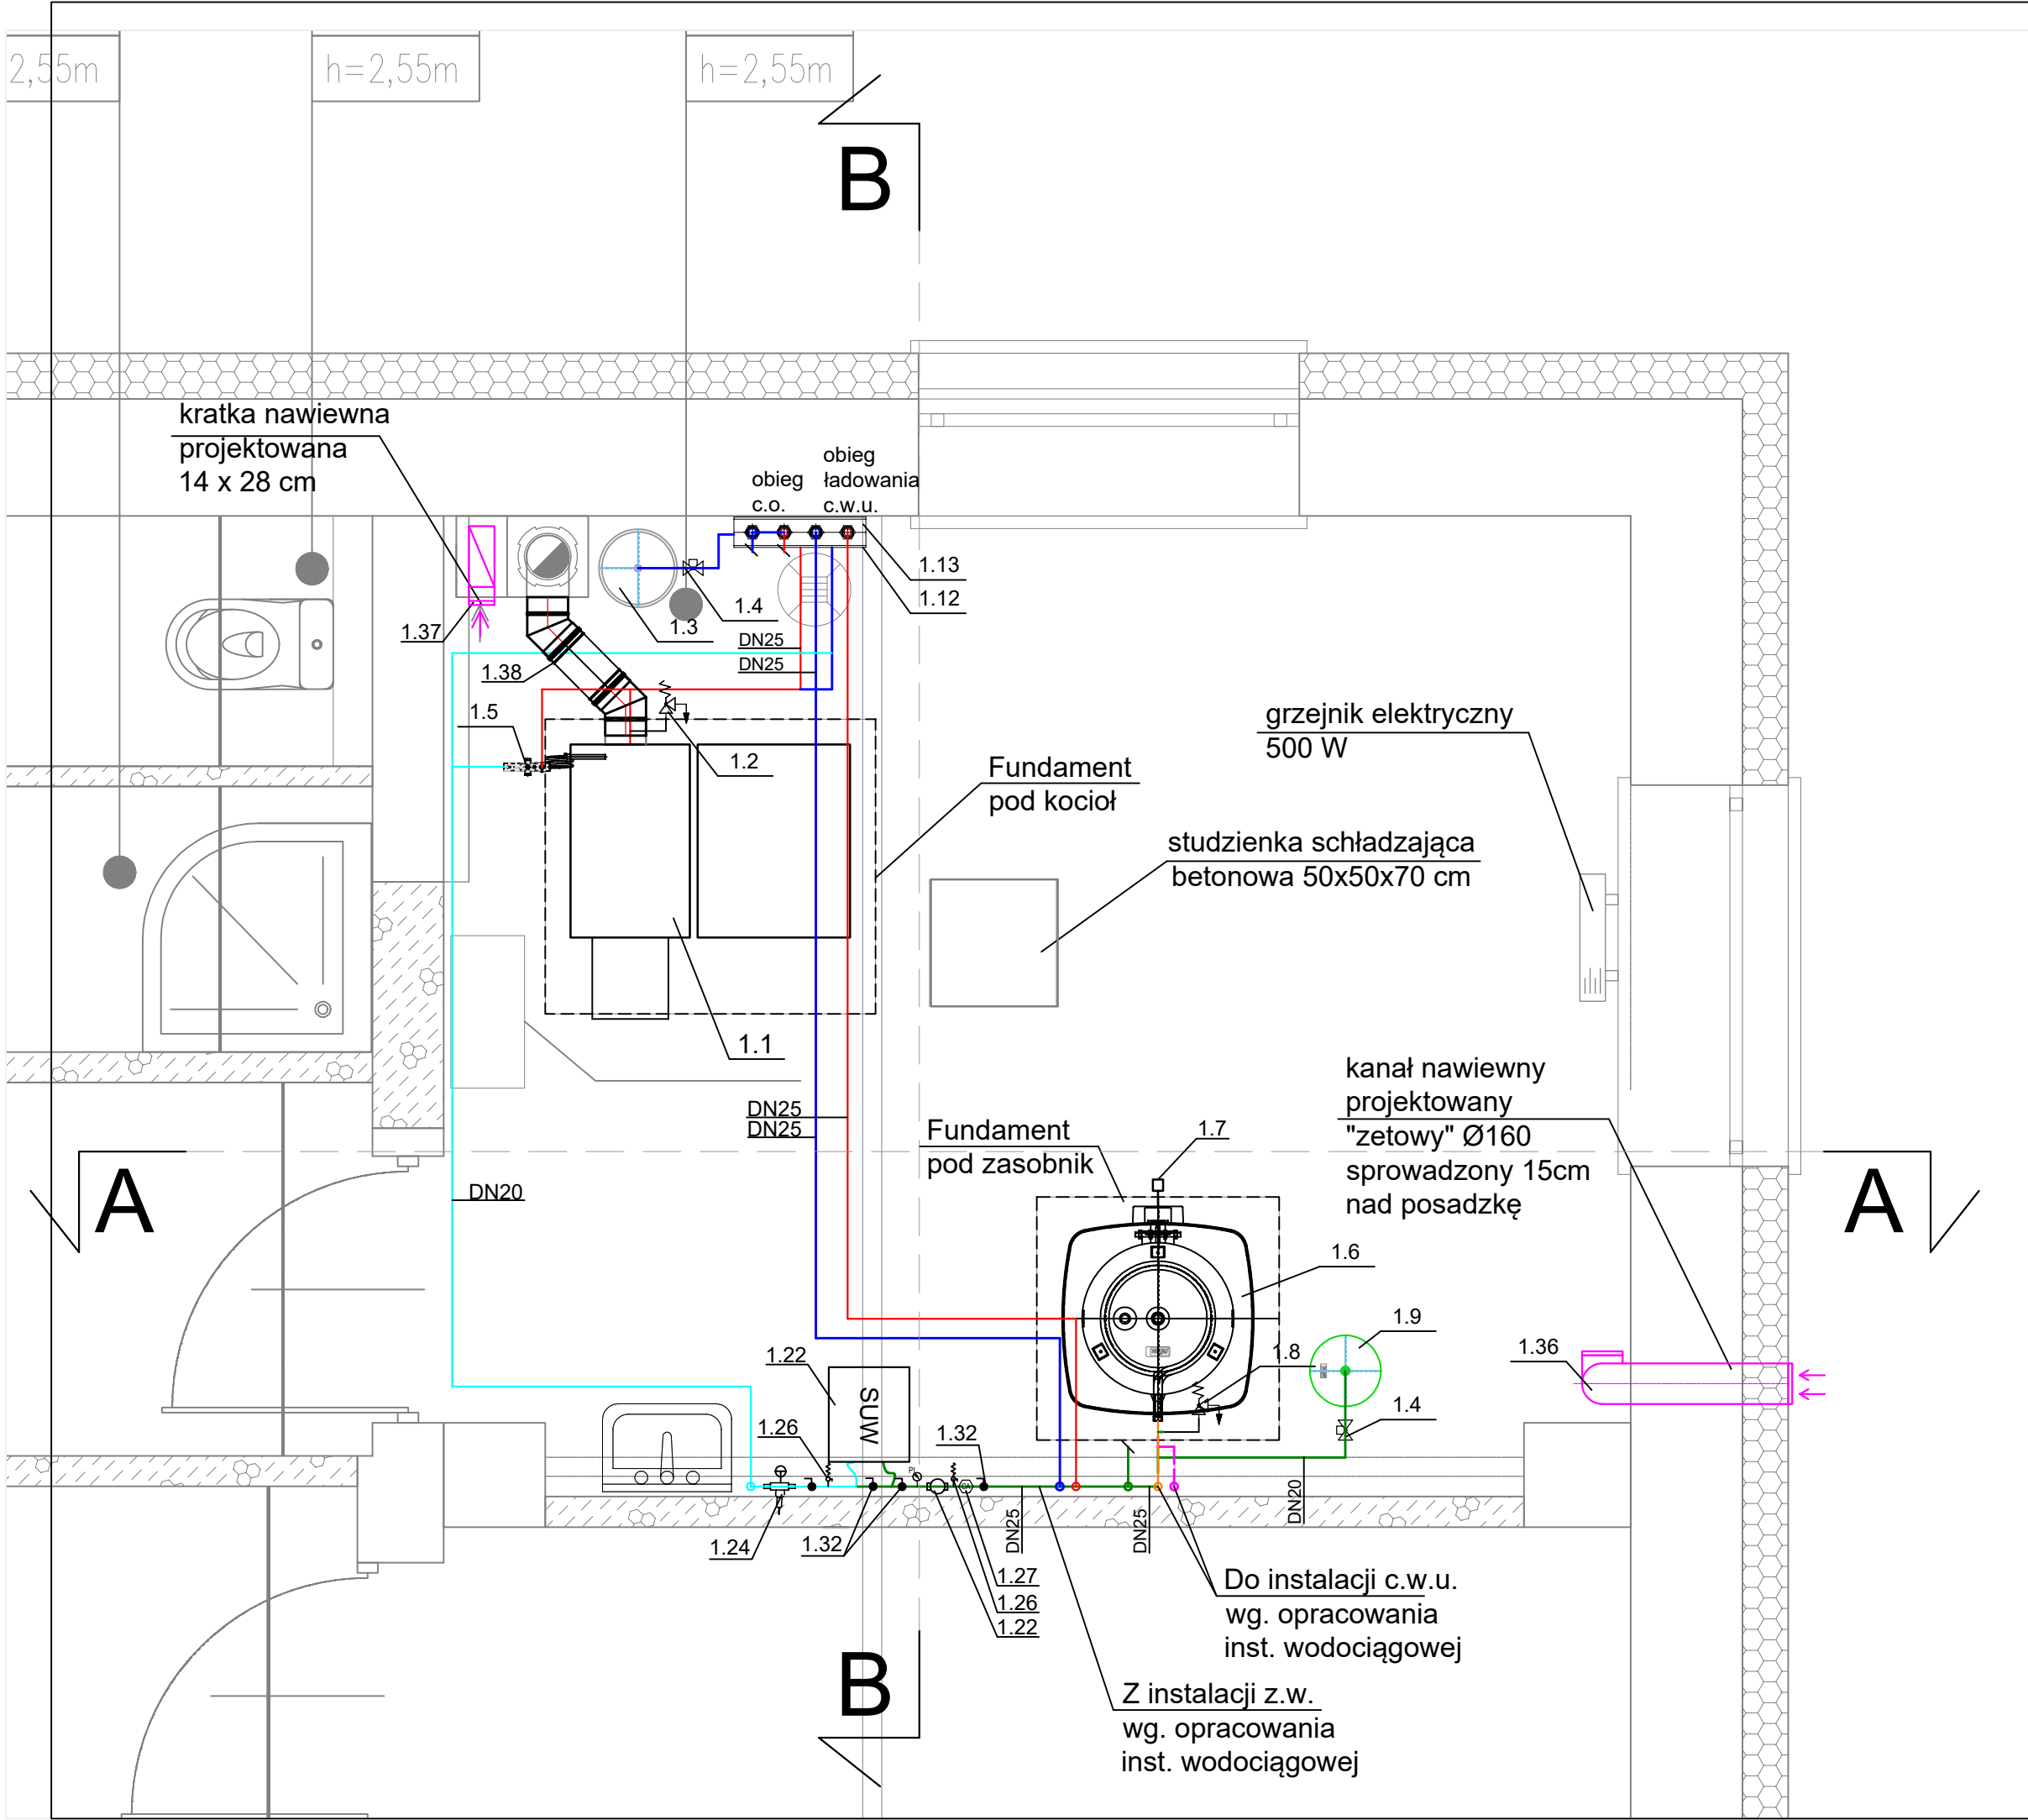 2,55m
h=2,55m
h=2,55m
B
kratka nawiewna
projektowana
14 x 28 cm
obieg
c.o.
obieg
ładowania
c.w.u.
1.13
1.12
1.4
1.3
1.37
DN25
DN25
1.38
1.5
1.2
grzejnik elektryczny
500 W
Fundament
pod kocioł
studzienka schładzająca
betonowa 50x50x70 cm
1.1
kanał nawiewny
projektowany
"zetowy" Ø160
sprowadzony 15cm
nad posadzkę
DN25
DN25
Fundament
pod zasobnik
1.7
A
DN20
A
1.6
1.9
1.36
1.22
1.8
SUW
1.4
1.26
1.32
PI
DN25
DN25
DN20
1.24
1.32
1.27
1.26
1.22
Do instalacji c.w.u.
wg. opracowania
inst. wodociągowej
B
Z instalacji z.w.
wg. opracowania
inst. wodociągowej